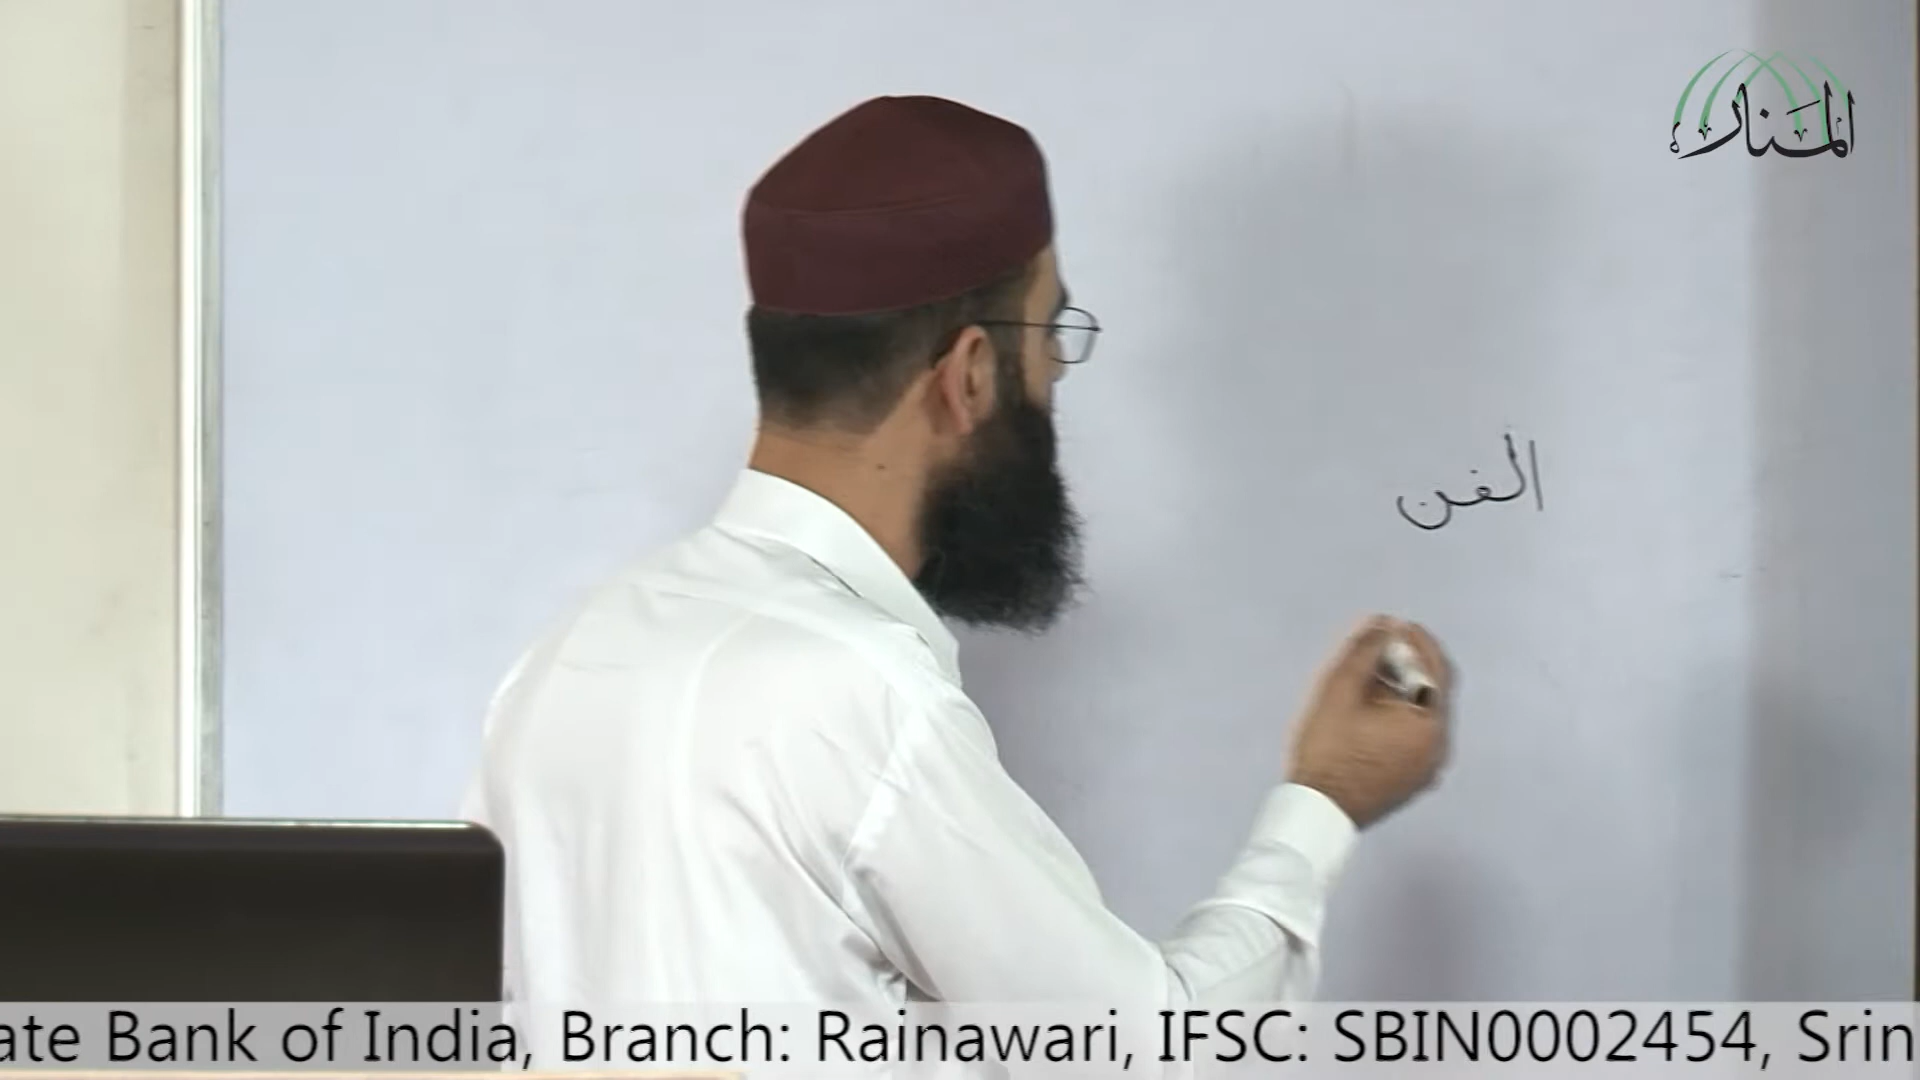 المنار
الفن
ate Bank of India, Branch: Rainawari, IFSC: SBIN0002454, Srin